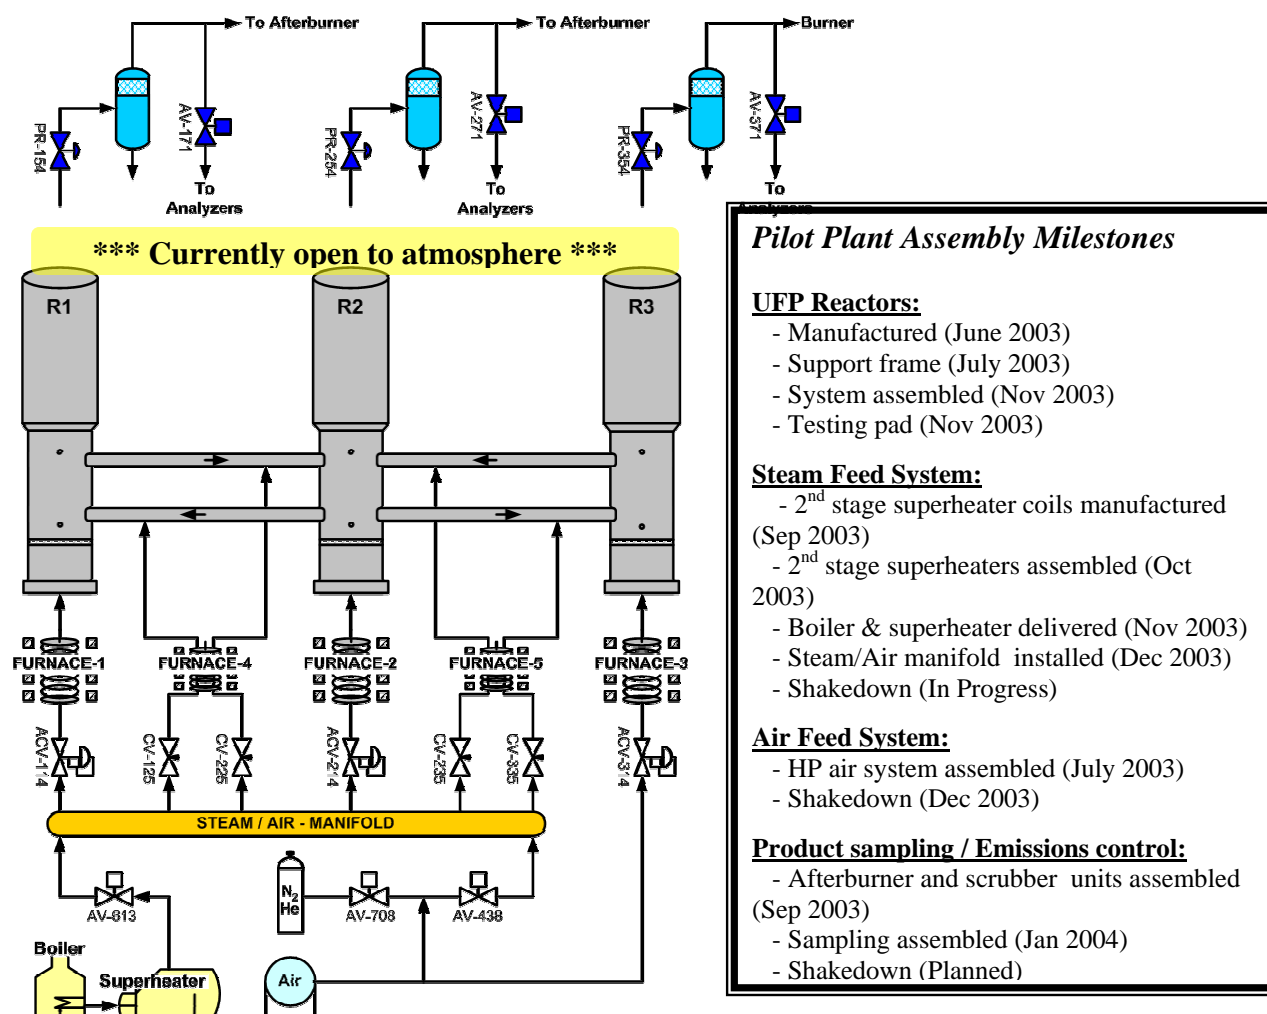 To Afterburner
To Afterburner
Burner
PR-154
AV-171
PR-254
AV-271
PR-354
AV-371
To
Analyzers
To
Analyzers
To
Analyzers
*** Currently open to atmosphere ***
R1
R2
R3
FURNACE-1
FURNACE-4
FURNACE-2
FURNACE-5
FURNACE-3
ACV-114
CV-125
CV-225
ACV-214
CV-235
CV-335
ACV-314
STEAM / AIR - MANIFOLD
N2
He
AV-613
AV-708
AV-438
Boiler
Superheater
Air
Pilot Plant Assembly Milestones
UFP Reactors:
- Manufactured (June 2003)
- Support frame (July 2003)
- System assembled (Nov 2003)
- Testing pad (Nov 2003)
Steam Feed System:
- 2nd stage superheater coils manufactured
(Sep 2003)
- 2nd stage superheaters assembled (Oct
2003)
- Boiler & superheater delivered (Nov 2003)
- Steam/Air manifold installed (Dec 2003)
- Shakedown (In Progress)
Air Feed System:
- HP air system assembled (July 2003)
- Shakedown (Dec 2003)
Product sampling / Emissions control:
- Afterburner and scrubber units assembled
(Sep 2003)
- Sampling assembled (Jan 2004)
- Shakedown (Planned)